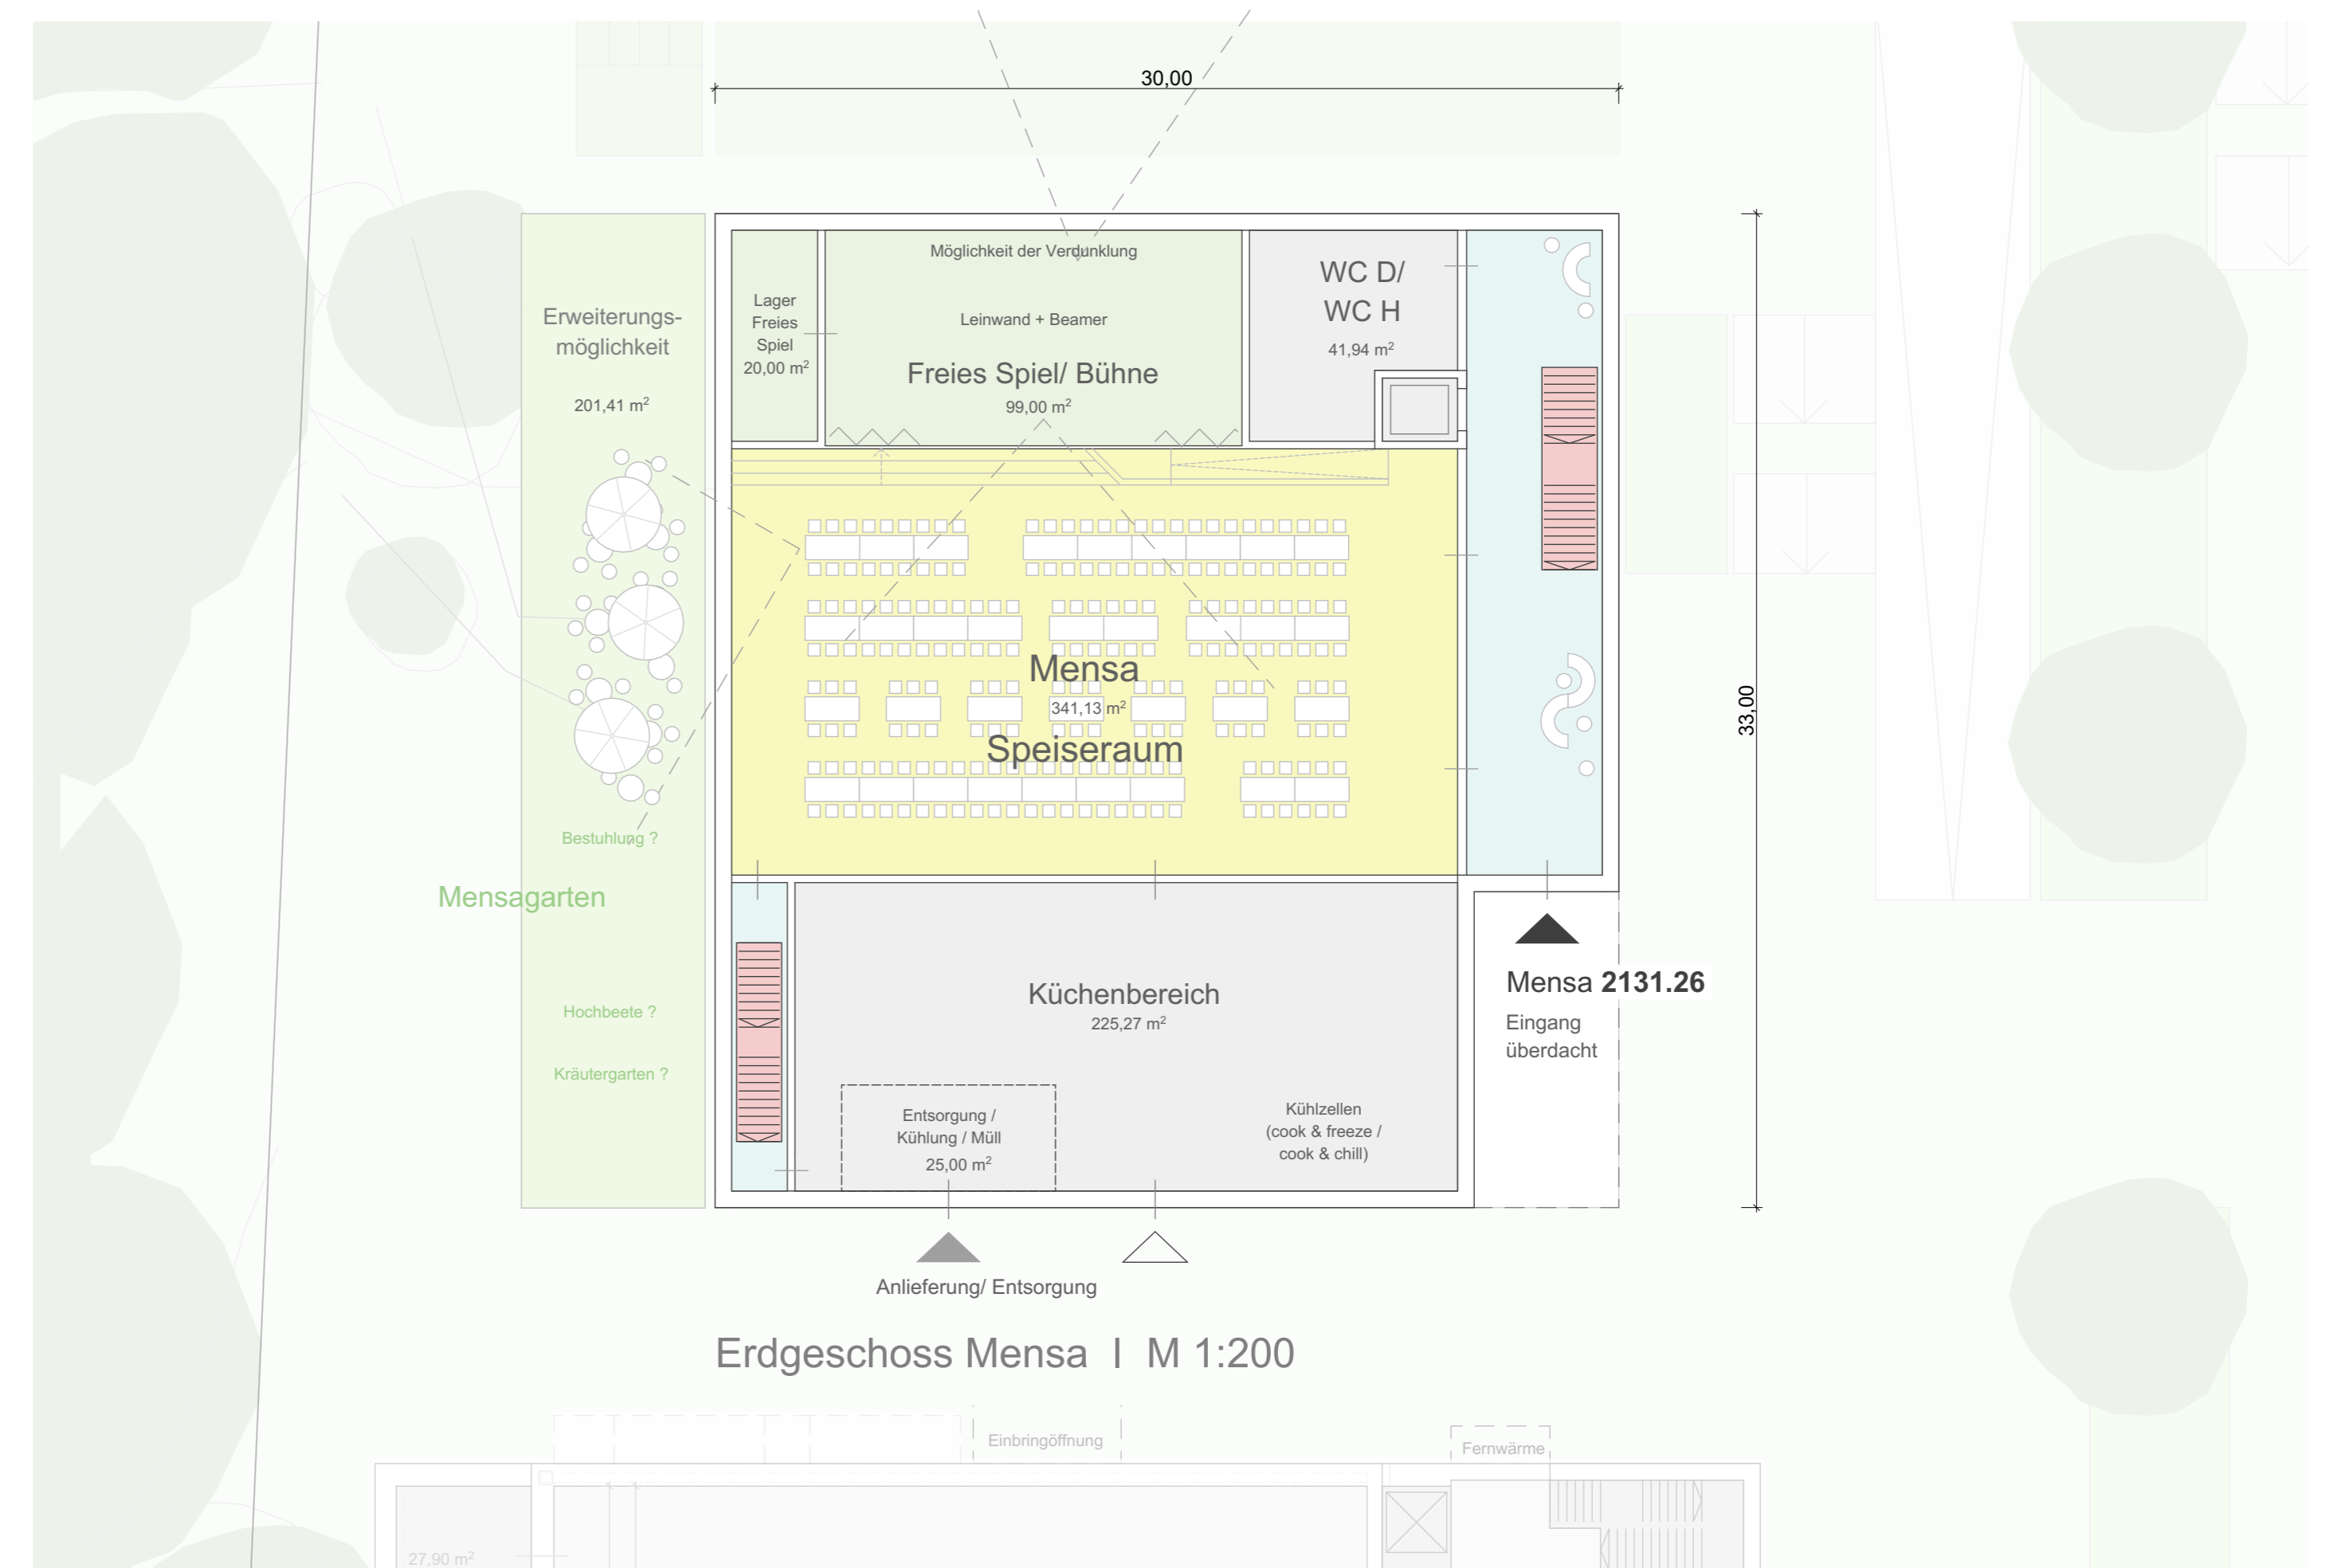 30,00
Möglichkeit der Verdunklung
Lager
Freies
Spiel
20,00 m²
Leinwand + Beamer
Freies Spiel/ Bühne
99,00 m²
WC D/
WC H
41,94 m²
Erweiterungs-
möglichkeit
201,41 m²
Mensa
341,13 m²
Speiseraum
33,00
Bestuhlung ?
Mensagarten
Hochbeete ?
Kräutergarten ?
Küchenbereich
225,27 m²
Mensa 2131.26
Eingang
überdacht
Entsorgung /
Kühlung / Müll
25,00 m²
Kühlzellen
(cook & freeze /
cook & chill)
Anlieferung/ Entsorgung
Erdgeschoss Mensa I M 1:200
Einbringöffnung
Fernwärme
27,90 m²